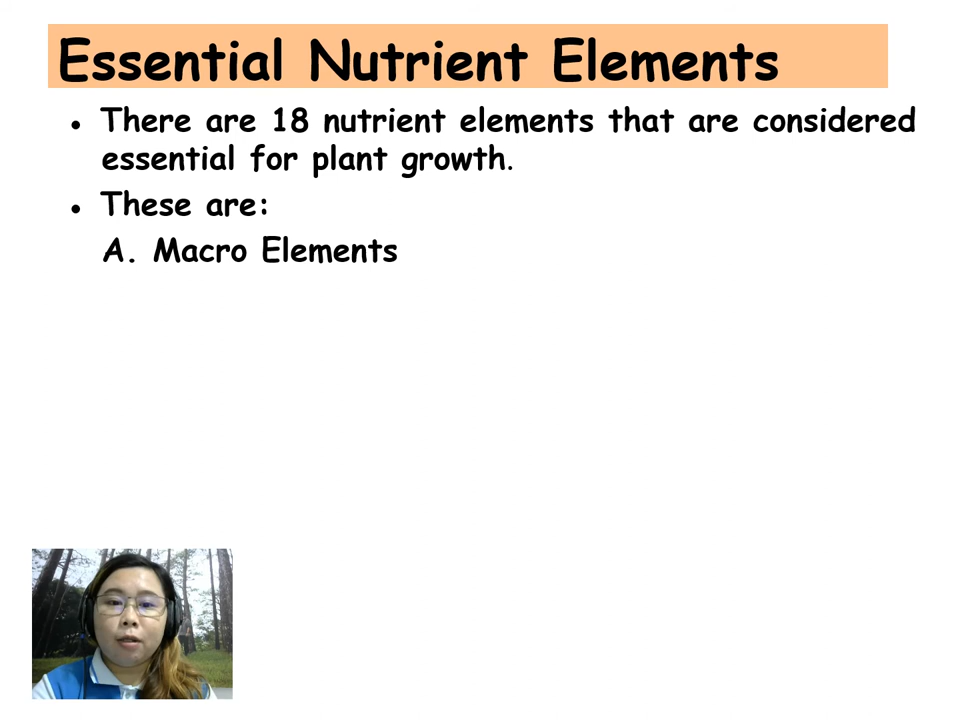 Essential Nutrient Elements
• There are 18 nutrient elements that are considered
essential for plant growth.
• These are:
A. Macro Elements